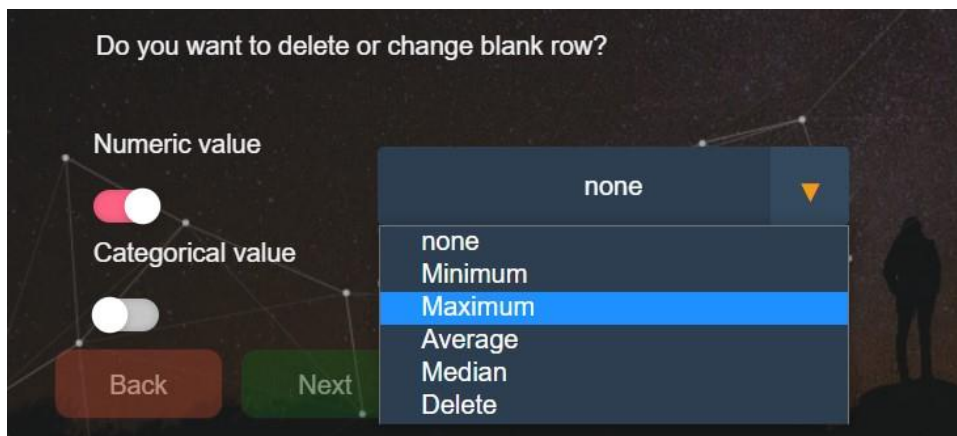 Do you want to delete or change blank row?
Numeric value
none
Categorical value
none
Minimum
Maximum
Average
Median
Delete
Back
Next